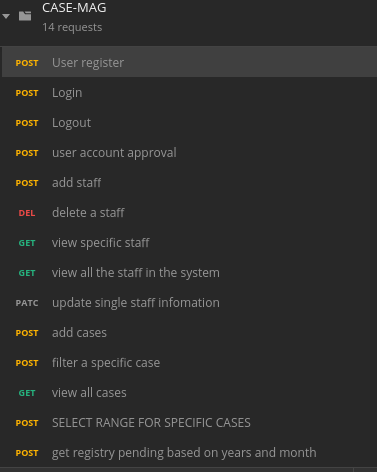 CASE-MAG
14 requests
POST User register
POST Login
POST Logout
POST user account approval
POST add staff
DEL delete a staff
GET view specific staff
GET view all the staff in the system
PATC update single staff infomation
POST add cases
POST filter a specific case
GET view all cases
POST SELECT RANGE FOR SPECIFIC CASES
POST get registry pending based on years and month